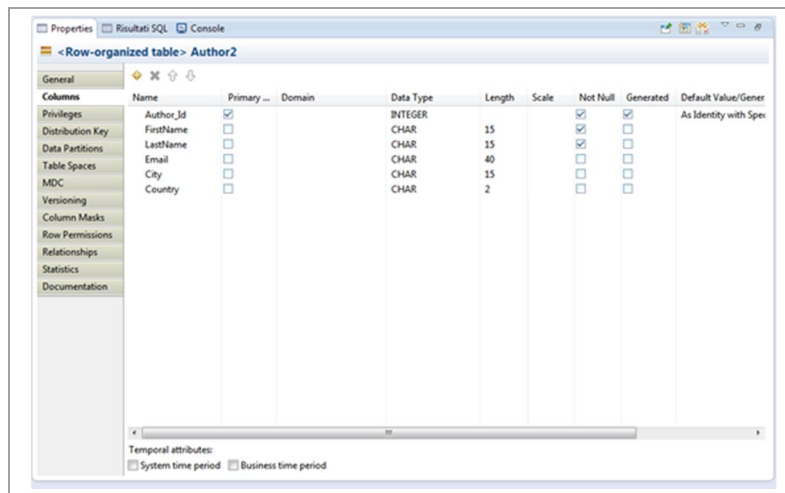 Properties Risultati SQL Console
<Row-organized table> Author2
General
Columns
Privileges
Distribution Key
Data Partitions
Table Spaces
MDC
Versioning
Column Masks
Row Permissions
Relationships
Statistics
Documentation
Name Primary ... Domain Data Type Length Scale Not Null Generated Default Value/Gener
Author_Id INTEGER As Identity with Spec
FirstName CHAR 15
LastName CHAR 15
Email CHAR 40
City CHAR 15
Country CHAR 2
Temporal attributes:
System time period Business time period